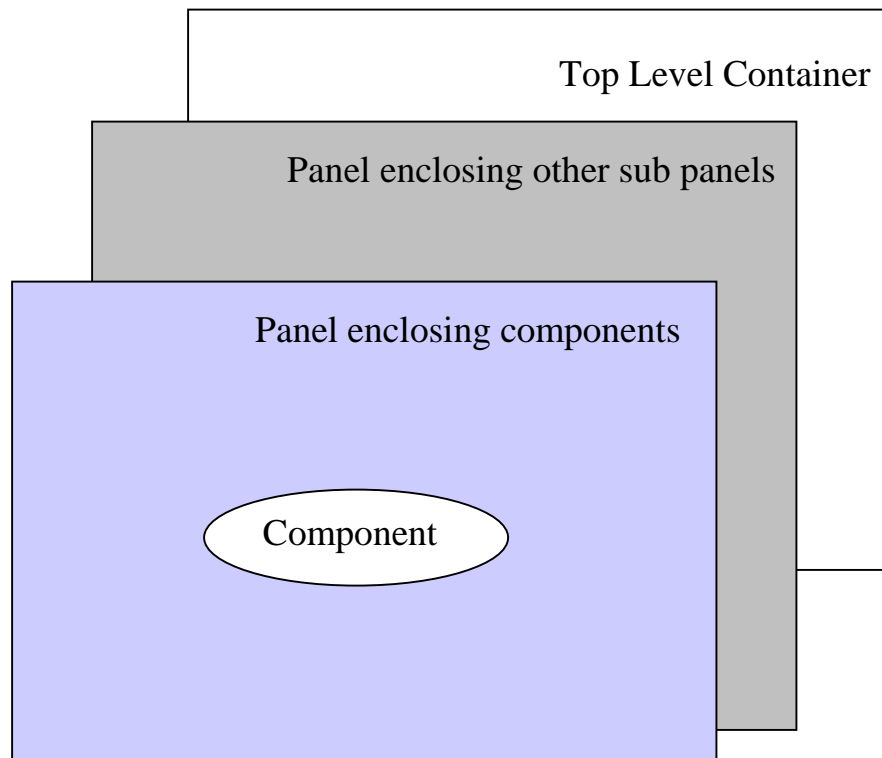 Top Level Container
Panel enclosing other sub panels
Panel enclosing components
Component